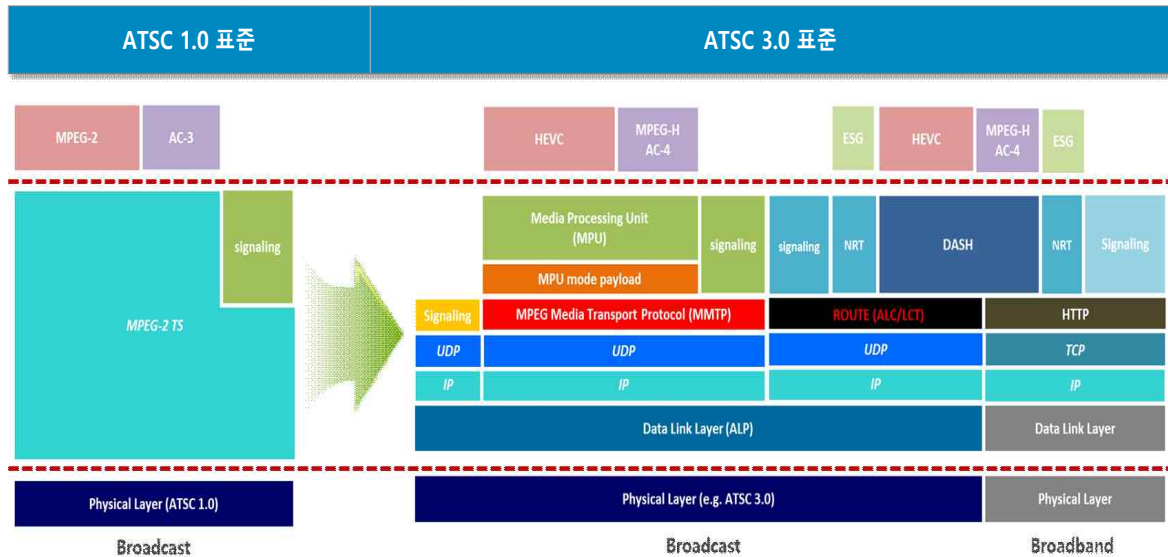 ATSC 1.0 표준
ATSC 3.0 표준
MPEG-2
AC-3
HEVC
MPEG-H
AC-4
ESG
HEVC
MPEG-H
AC-4
ESG
signaling
MPEG-2 TS
Media Processing Unit
(MPU)
signaling
signaling
NRT
DASH
NRT
Signaling
MPU mode payload
Signaling
MPEG Media Transport Protocol (MMTP)
ROUTE (ALC/LCT)
HTTP
UDP
UDP
UDP
TCP
IP
IP
IP
IP
Data Link Layer (ALP)
Data Link Layer
Physical Layer (ATSC 1.0)
Physical Layer (e.g. ATSC 3.0)
Physical Layer
Broadcast
Broadcast
Broadband